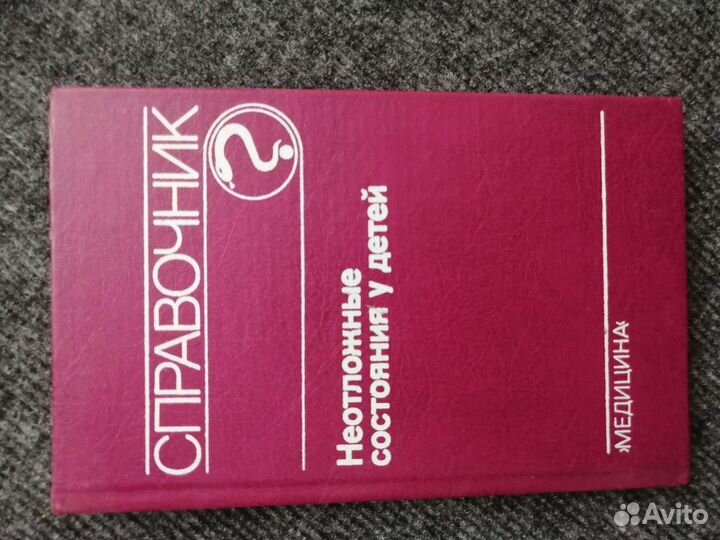 СПРАВОЧНИК
Неотложные
состояния у детей
›МЕДИЦИНА‹
Avito